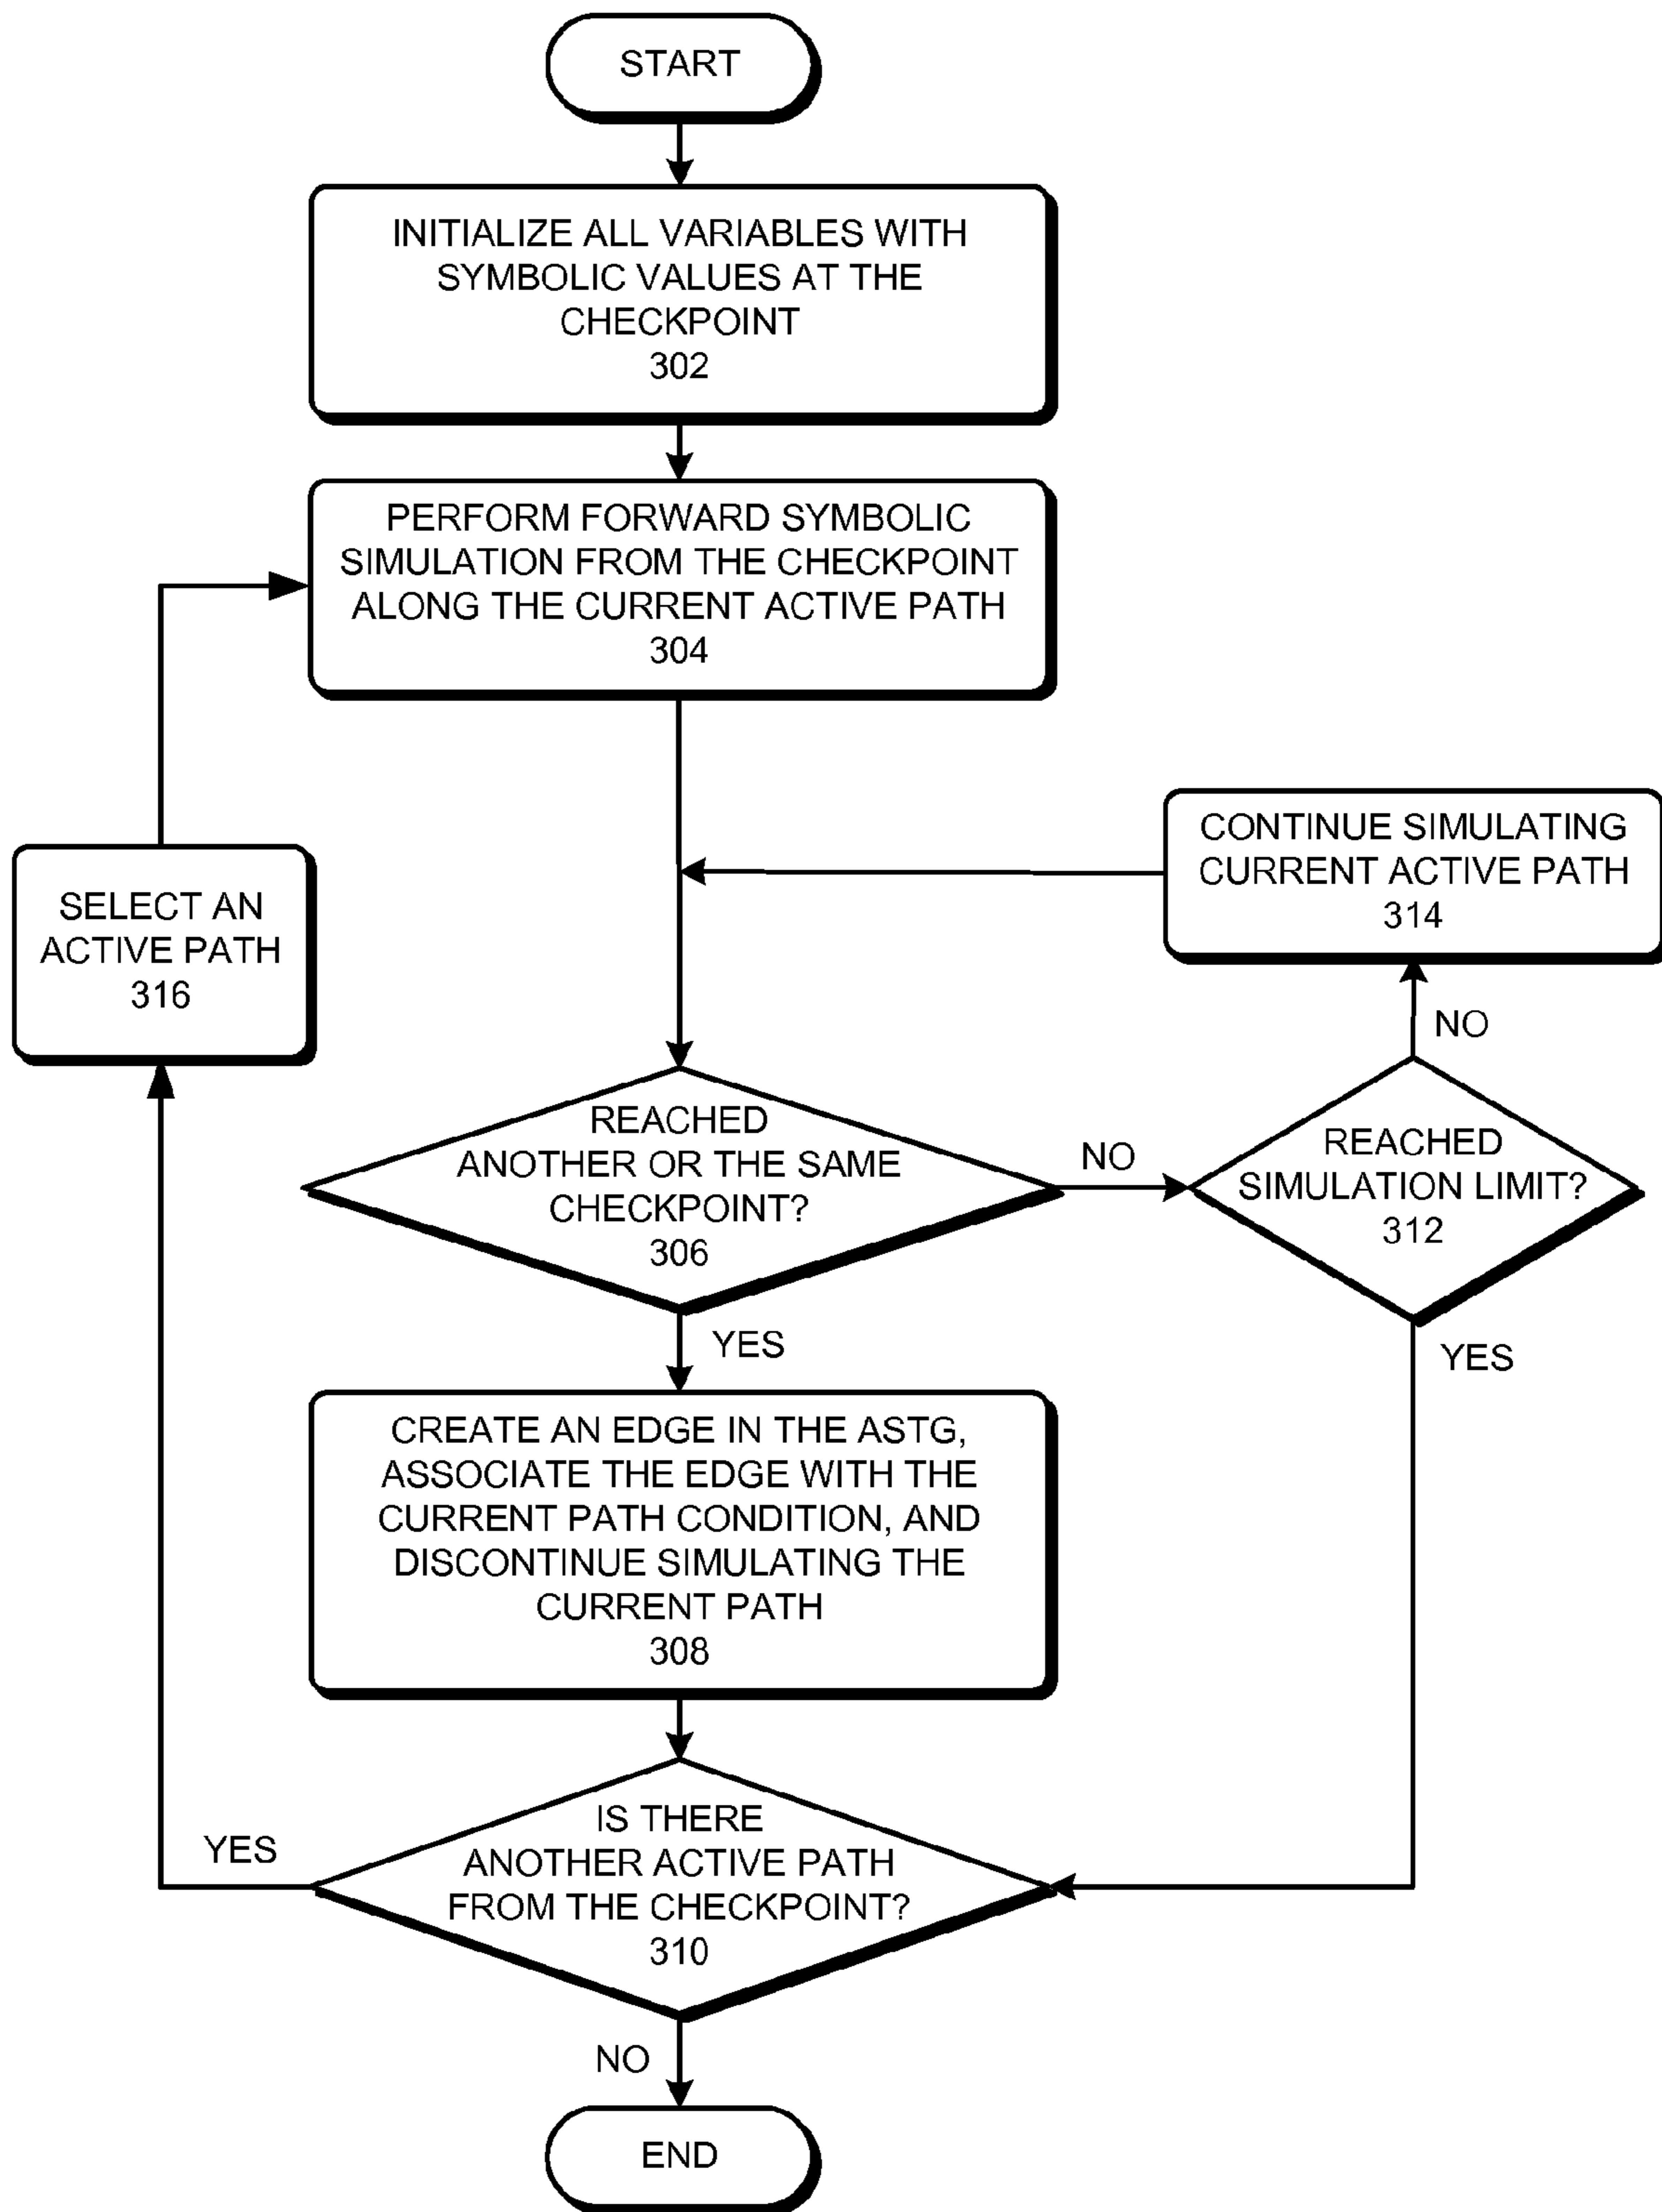 START
INITIALIZE ALL VARIABLES WITH
SYMBOLIC VALUES AT THE
CHECKPOINT
302
PERFORM FORWARD SYMBOLIC
SIMULATION FROM THE CHECKPOINT
ALONG THE CURRENT ACTIVE PATH
304
CONTINUE SIMULATING
CURRENT ACTIVE PATH
314
SELECT AN
ACTIVE PATH
316
NO
REACHED
ANOTHER OR THE SAME
CHECKPOINT?
306
NO
REACHED
SIMULATION LIMIT?
312
YES
YES
CREATE AN EDGE IN THE ASTG,
ASSOCIATE THE EDGE WITH THE
CURRENT PATH CONDITION, AND
DISCONTINUE SIMULATING THE
CURRENT PATH
308
YES
IS THERE
ANOTHER ACTIVE PATH
FROM THE CHECKPOINT?
310
NO
END